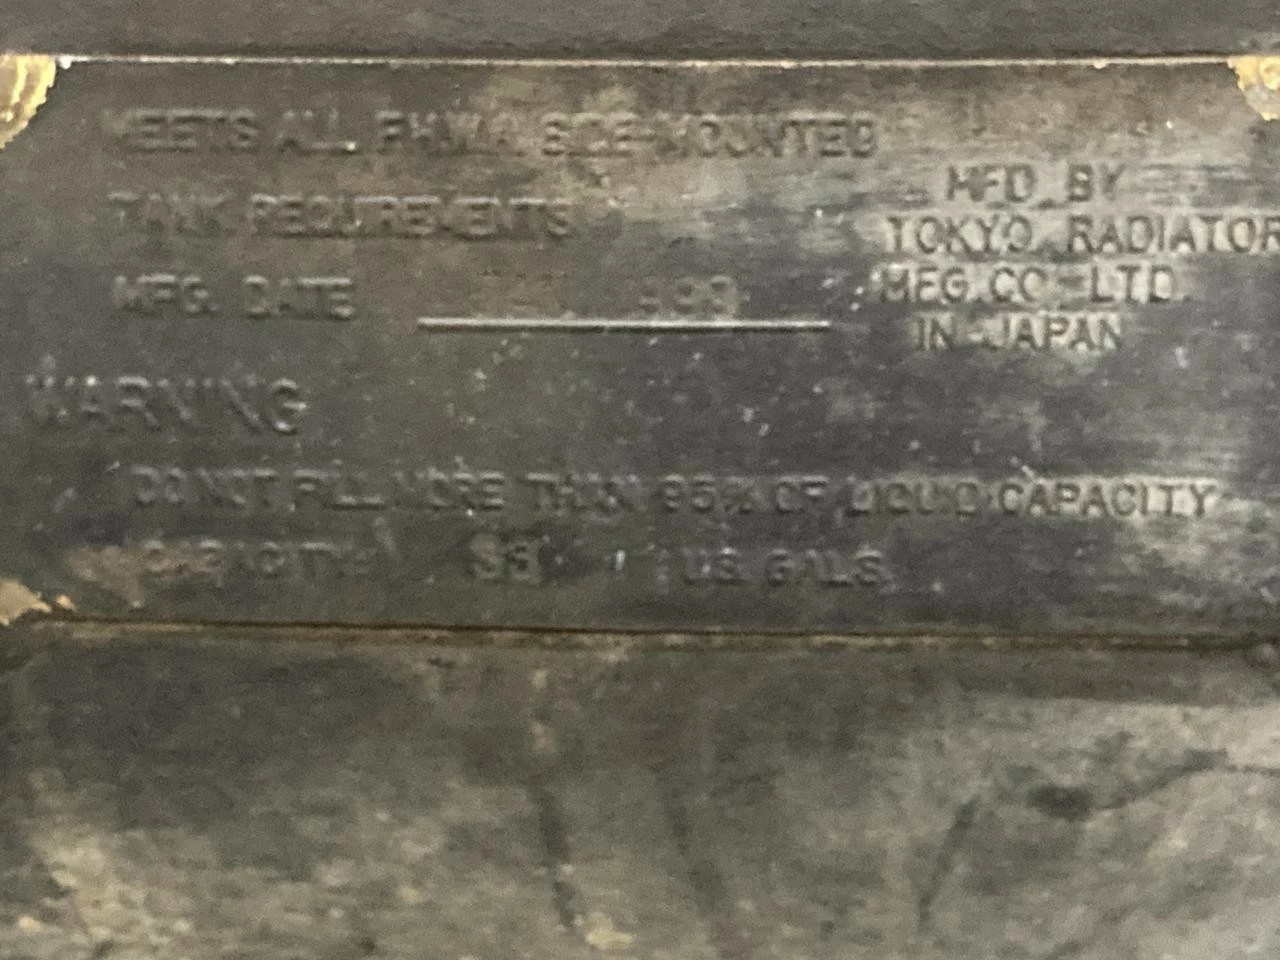 MEETS ALL F.H.W.A. SIDE-MOUNTED
TANK REQUIREMENTS
MFG. DATE
MFD. BY
TOKYO RADIATOR
MFG. CO. LTD.
IN JAPAN
WARNING
DO NOT FILL MORE THAN 95% OF LIQUID CAPACITY
CAPACITY 33 US. GALS.